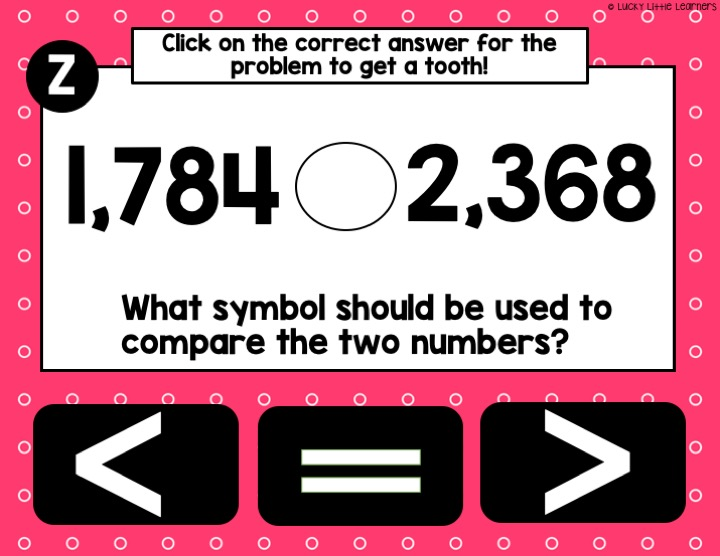 © Lucky Little Learners
Click on the correct answer for the
problem to get a tooth!
Z
1,784 2,368
What symbol should be used to
compare the two numbers?
< = >